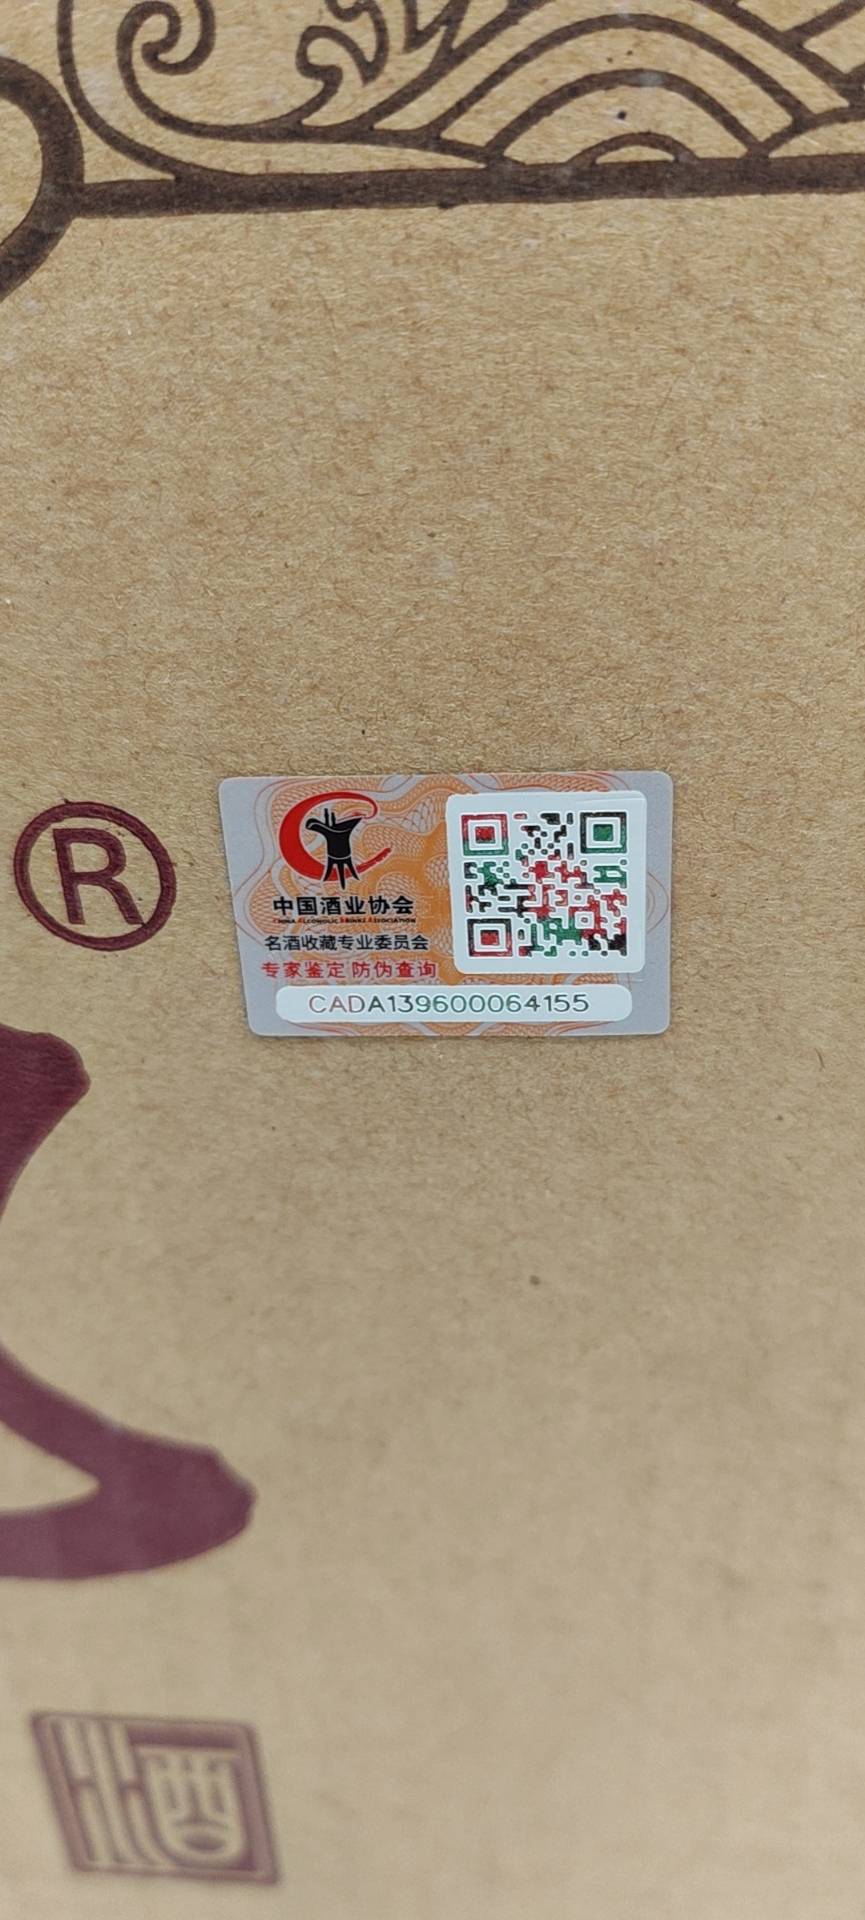 ®
中国酒业协会
CHINA ALCOHOLIC DRINKS ASSOCIATION
名酒收藏专业委员会
专家鉴定 防伪查询
CADA139600064155
酒